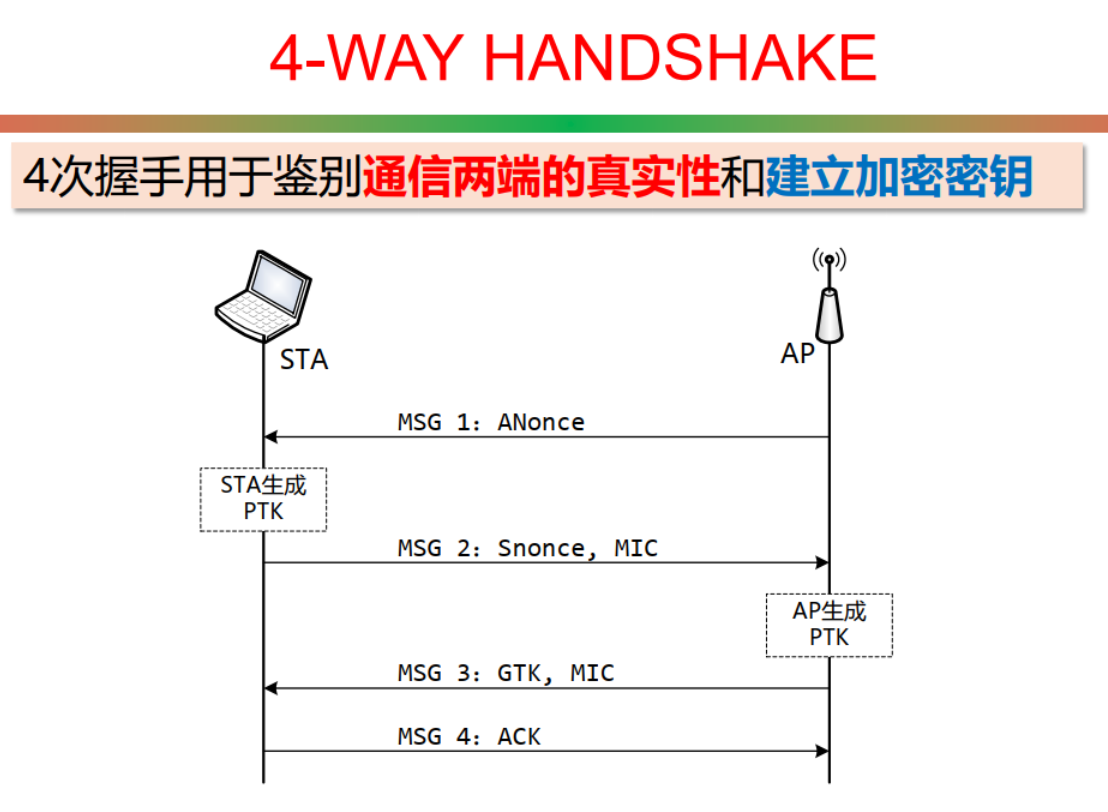 4-WAY HANDSHAKE
4次握手用于鉴别通信两端的真实性和建立加密密钥
STA
AP
MSG 1: ANonce
STA生成
PTK
MSG 2: Snonce, MIC
AP生成
PTK
MSG 3: GTK, MIC
MSG 4: ACK